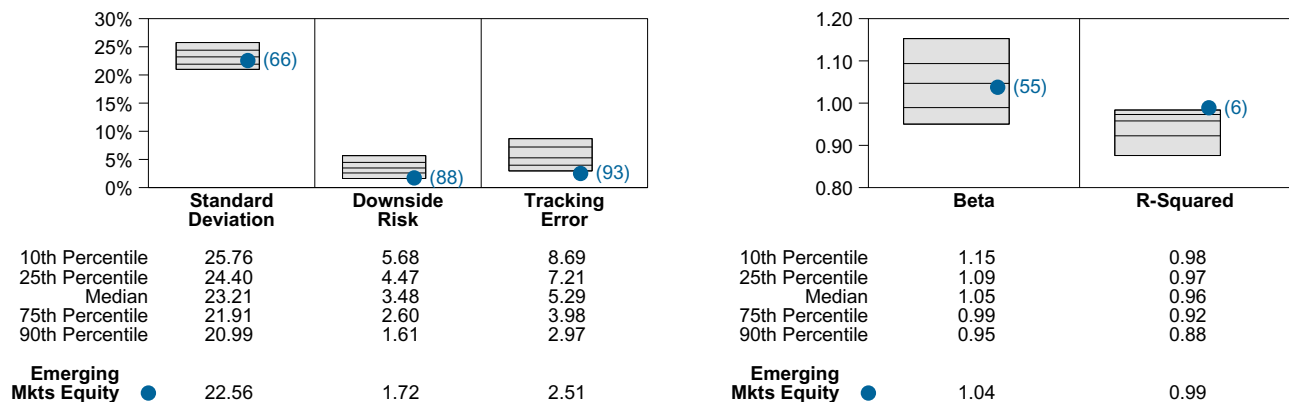 30%
25%
20%
15%
10%
5%
0%
(66)
(88)
(93)
Standard
Deviation
Downside
Risk
Tracking
Error
10th Percentile 25.76 5.68 8.69
25th Percentile 24.40 4.47 7.21
Median 23.21 3.48 5.29
75th Percentile 21.91 2.60 3.98
90th Percentile 20.99 1.61 2.97
Emerging
Mkts Equity 22.56 1.72 2.51
1.20
1.10
1.00
0.90
0.80
(55)
(6)
Beta
R-Squared
10th Percentile 1.15 0.98
25th Percentile 1.09 0.97
Median 1.05 0.96
75th Percentile 0.99 0.92
90th Percentile 0.95 0.88
Emerging
Mkts Equity 1.04 0.99